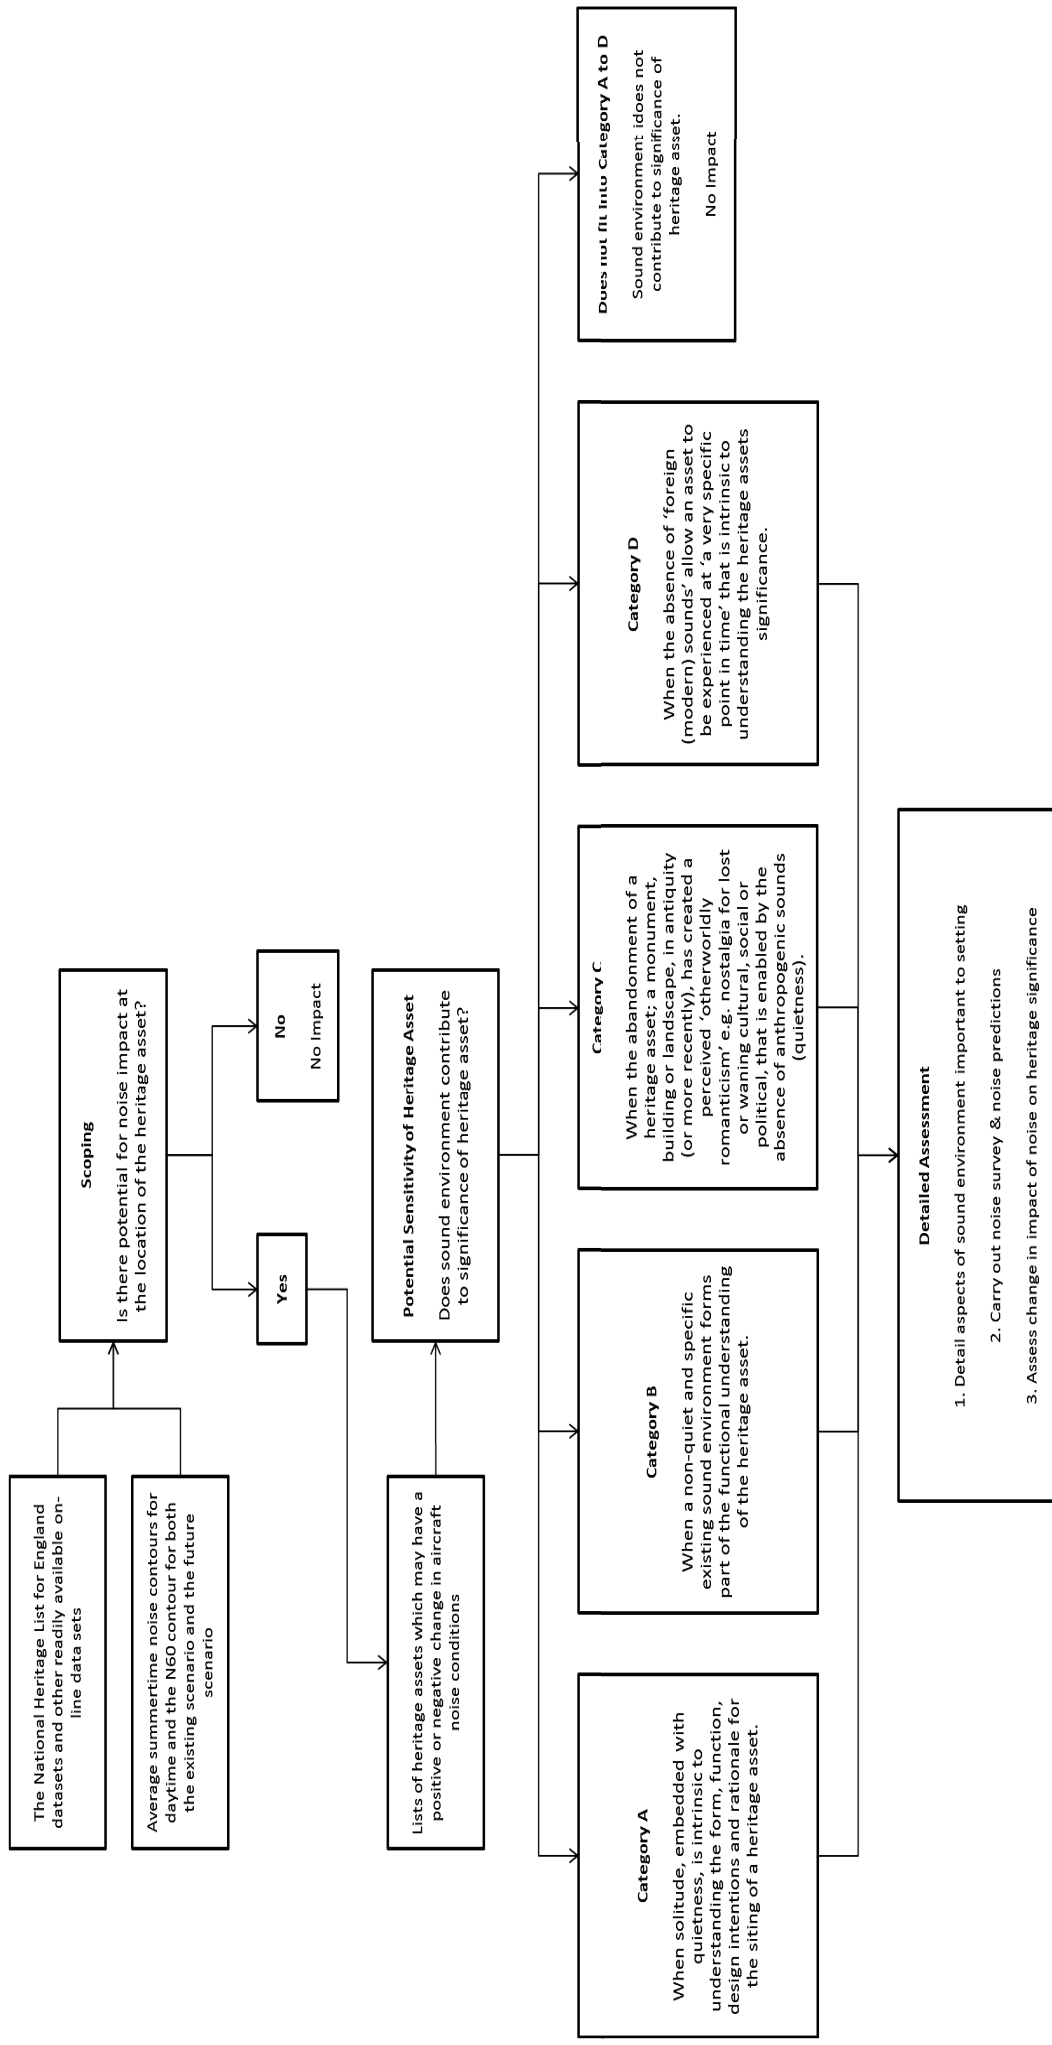 The National Heritage List for England
datasets and other readily available on-
line data sets
Average summertime noise contours for
daytime and the N60 contour for both
the existing scenario and the future
scenario
Scoping
Is there potential for noise impact at
the location of the heritage asset?
Yes
No
No Impact
Lists of heritage assets which may have a
positive or negative change in aircraft
noise conditions
Potential Sensitivity of Heritage Asset
Does sound environment contribute
to significance of heritage asset?
Category A
When solitude, embedded with
quietness, is intrinsic to
understanding the form, function,
design intentions and rationale for
the siting of a heritage asset.
Category B
When a non-quiet and specific
existing sound environment forms
part of the functional understanding
of the heritage asset.
Category C
When the abandonment of a
heritage asset; a monument,
building or landscape, in antiquity
(or more recently), has created a
perceived ‘otherworldly
romanticism’ e.g. nostalgia for lost
or waning cultural, social or
political, that is enabled by the
absence of anthropogenic sounds
(quietness).
Category D
When the absence of ‘foreign
(modern) sounds’ allow an asset to
be experienced at ‘a very specific
point in time’ that is intrinsic to
understanding the heritage assets
significance.
Does not fit into Category A to D
Sound environment idoes not
contribute to significance of
heritage asset.
No Impact
Detailed Assessment
1. Detail aspects of sound environment important to setting
2. Carry out noise survey & noise predictions
3. Assess change in impact of noise on heritage significance